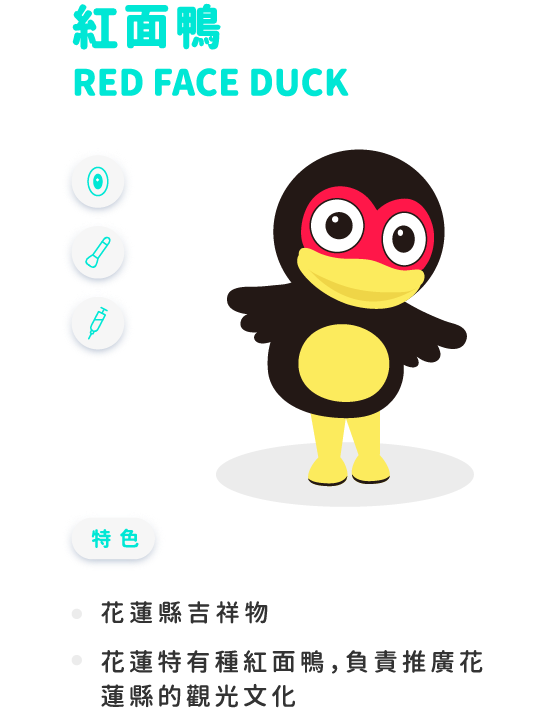 紅面鴨
RED FACE DUCK
特色
花蓮縣吉祥物
花蓮特有種紅面鴨,負責推廣花
蓮縣的觀光文化